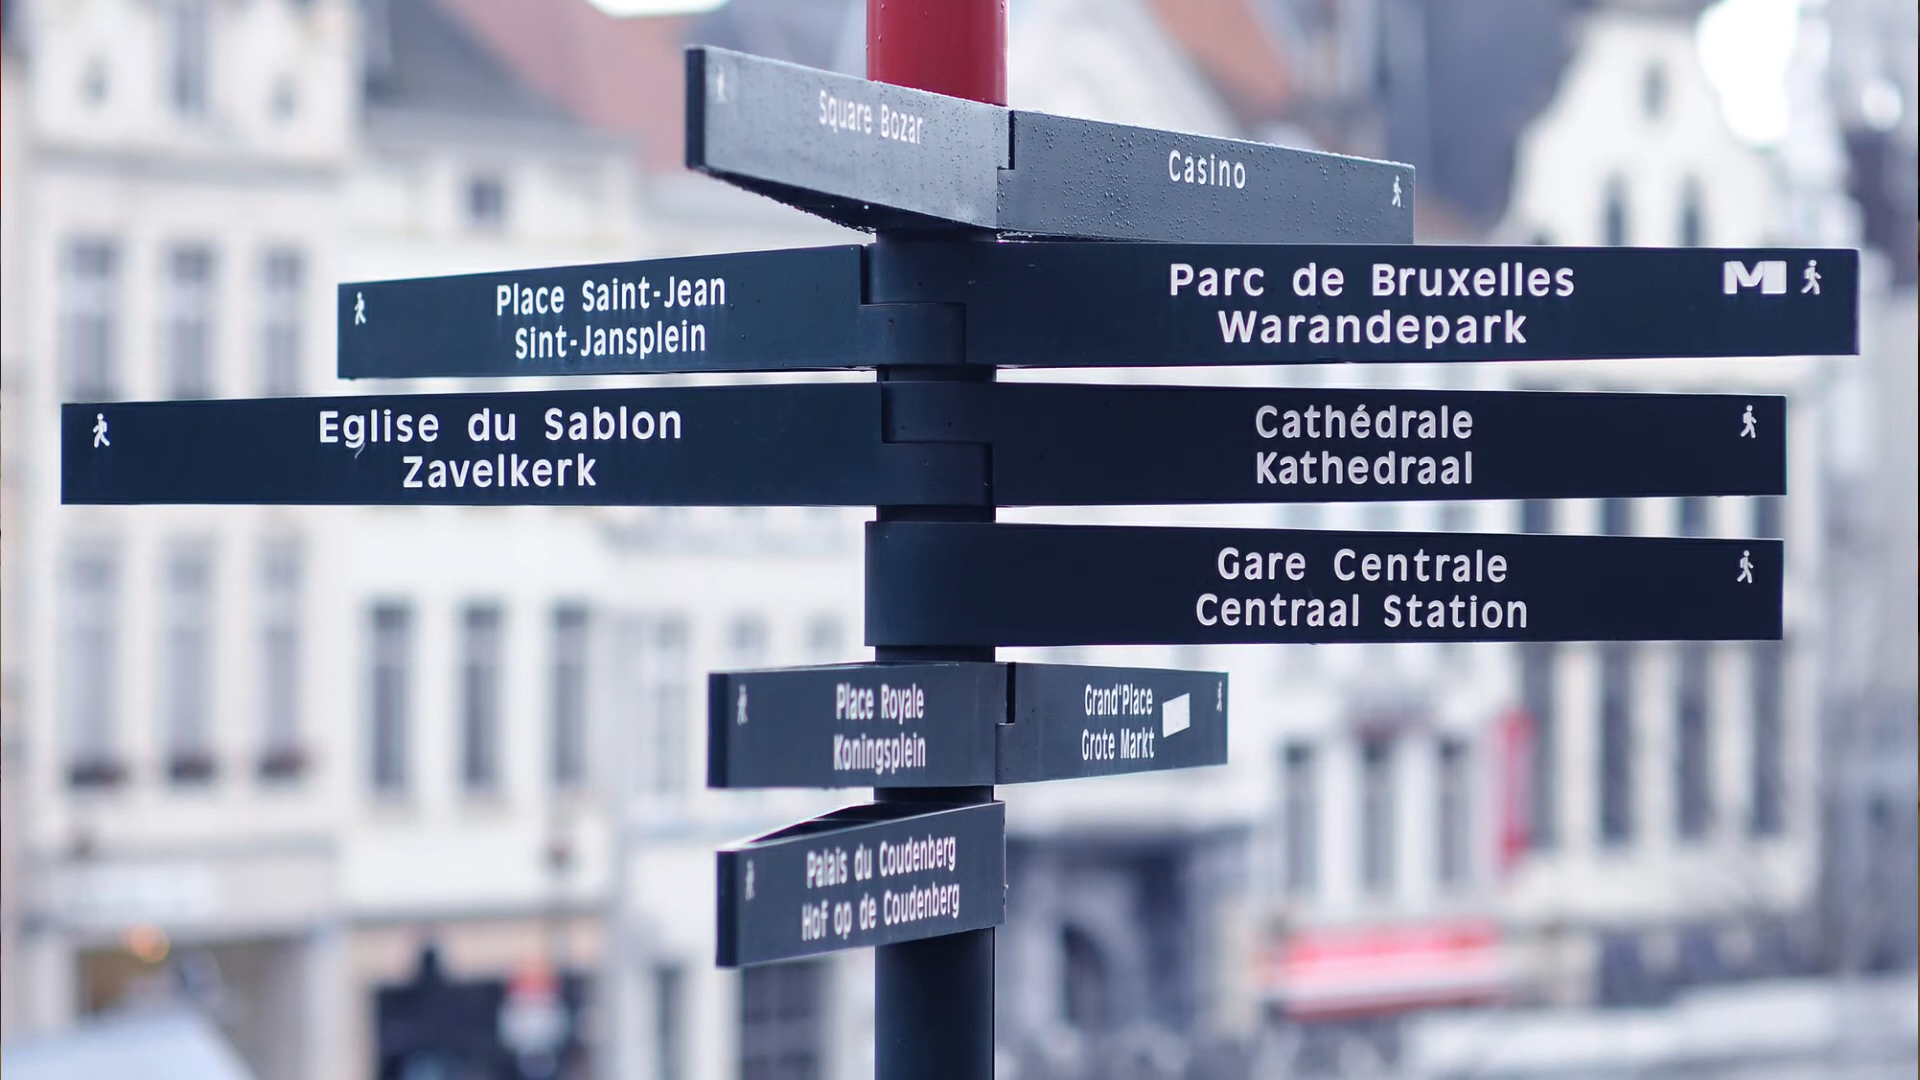 Square Bozar
Casino
Place Saint-Jean
Sint-Jansplein
Parc de Bruxelles
Warandepark
M
Eglise du Sablon
Zavelkerk
Cathédrale
Kathedraal
Gare Centrale
Centraal Station
Place Royale
Koningsplein
Grand'Place
Grote Markt
Palais du Coudenberg
Hof op de Coudenberg